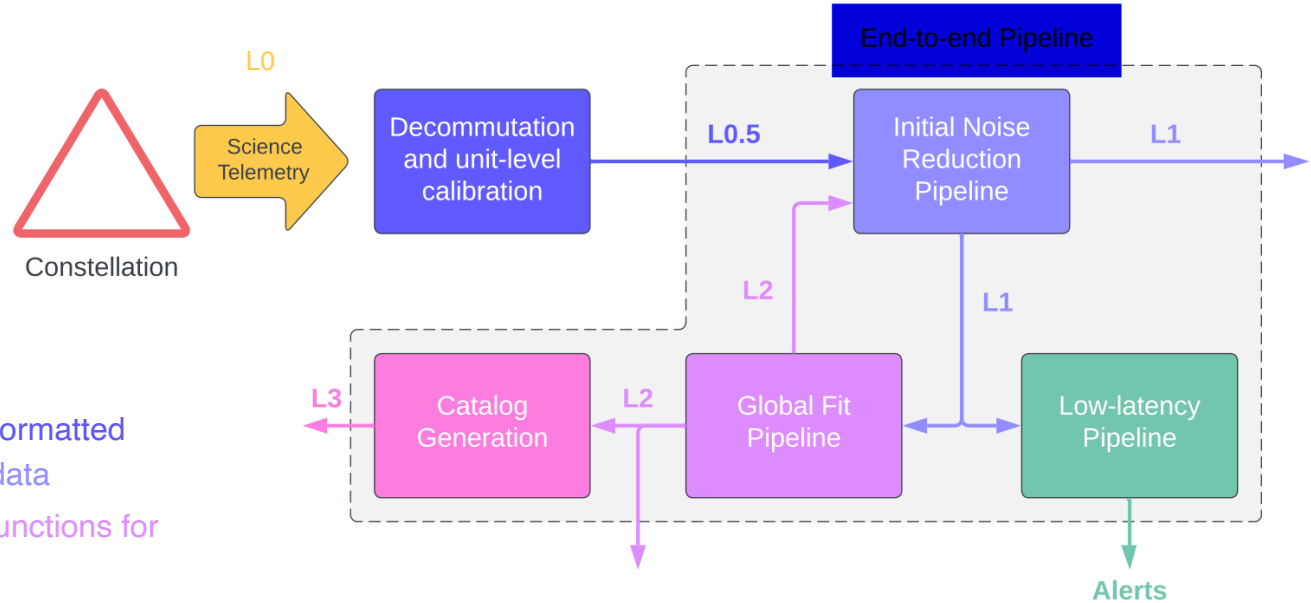 End-to-end Pipeline
L0
Science
Telemetry
Constellation
Decommutation
and unit-level
calibration
L0.5
Initial Noise
Reduction
Pipeline
L1
L2
L1
L3
Catalog
Generation
L2
Global Fit
Pipeline
Low-latency
Pipeline
Alerts
ormatted
data
unctions for